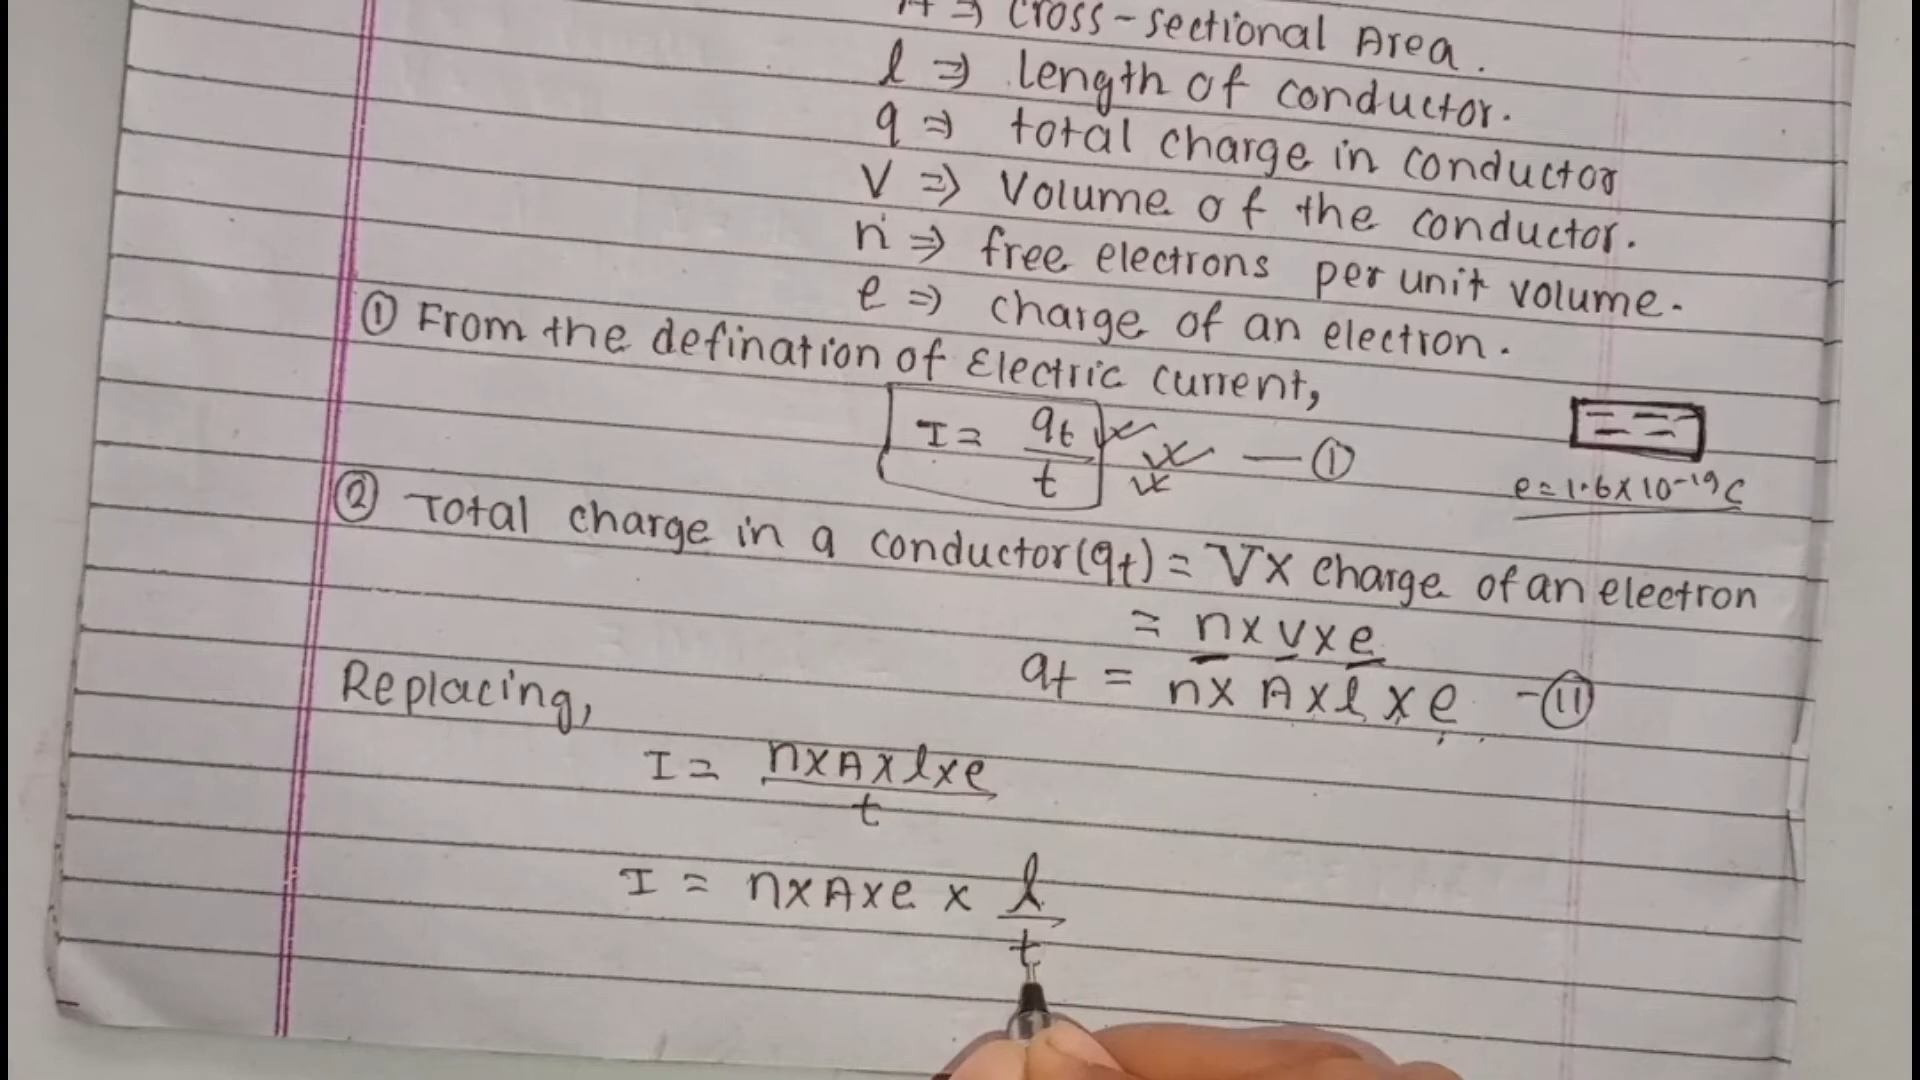 A ⇒ Cross-sectional Area.
l ⇒ length of conductor.
q ⇒ total charge in conductor
V ⇒ Volume of the conductor.
n ⇒ free electrons per unit volume.
e ⇒ charge of an electron.
① From the defination of Electric current,
I = qt/t — ①
e = 1.6 × 10⁻¹⁹ C
② Total charge in a conductor (qt) = V × charge of an electron
= n × v × e
qt = n × A × l × e - ⑪
Replacing,
I = n × A × l × e / t
I = n × A × e × l/t